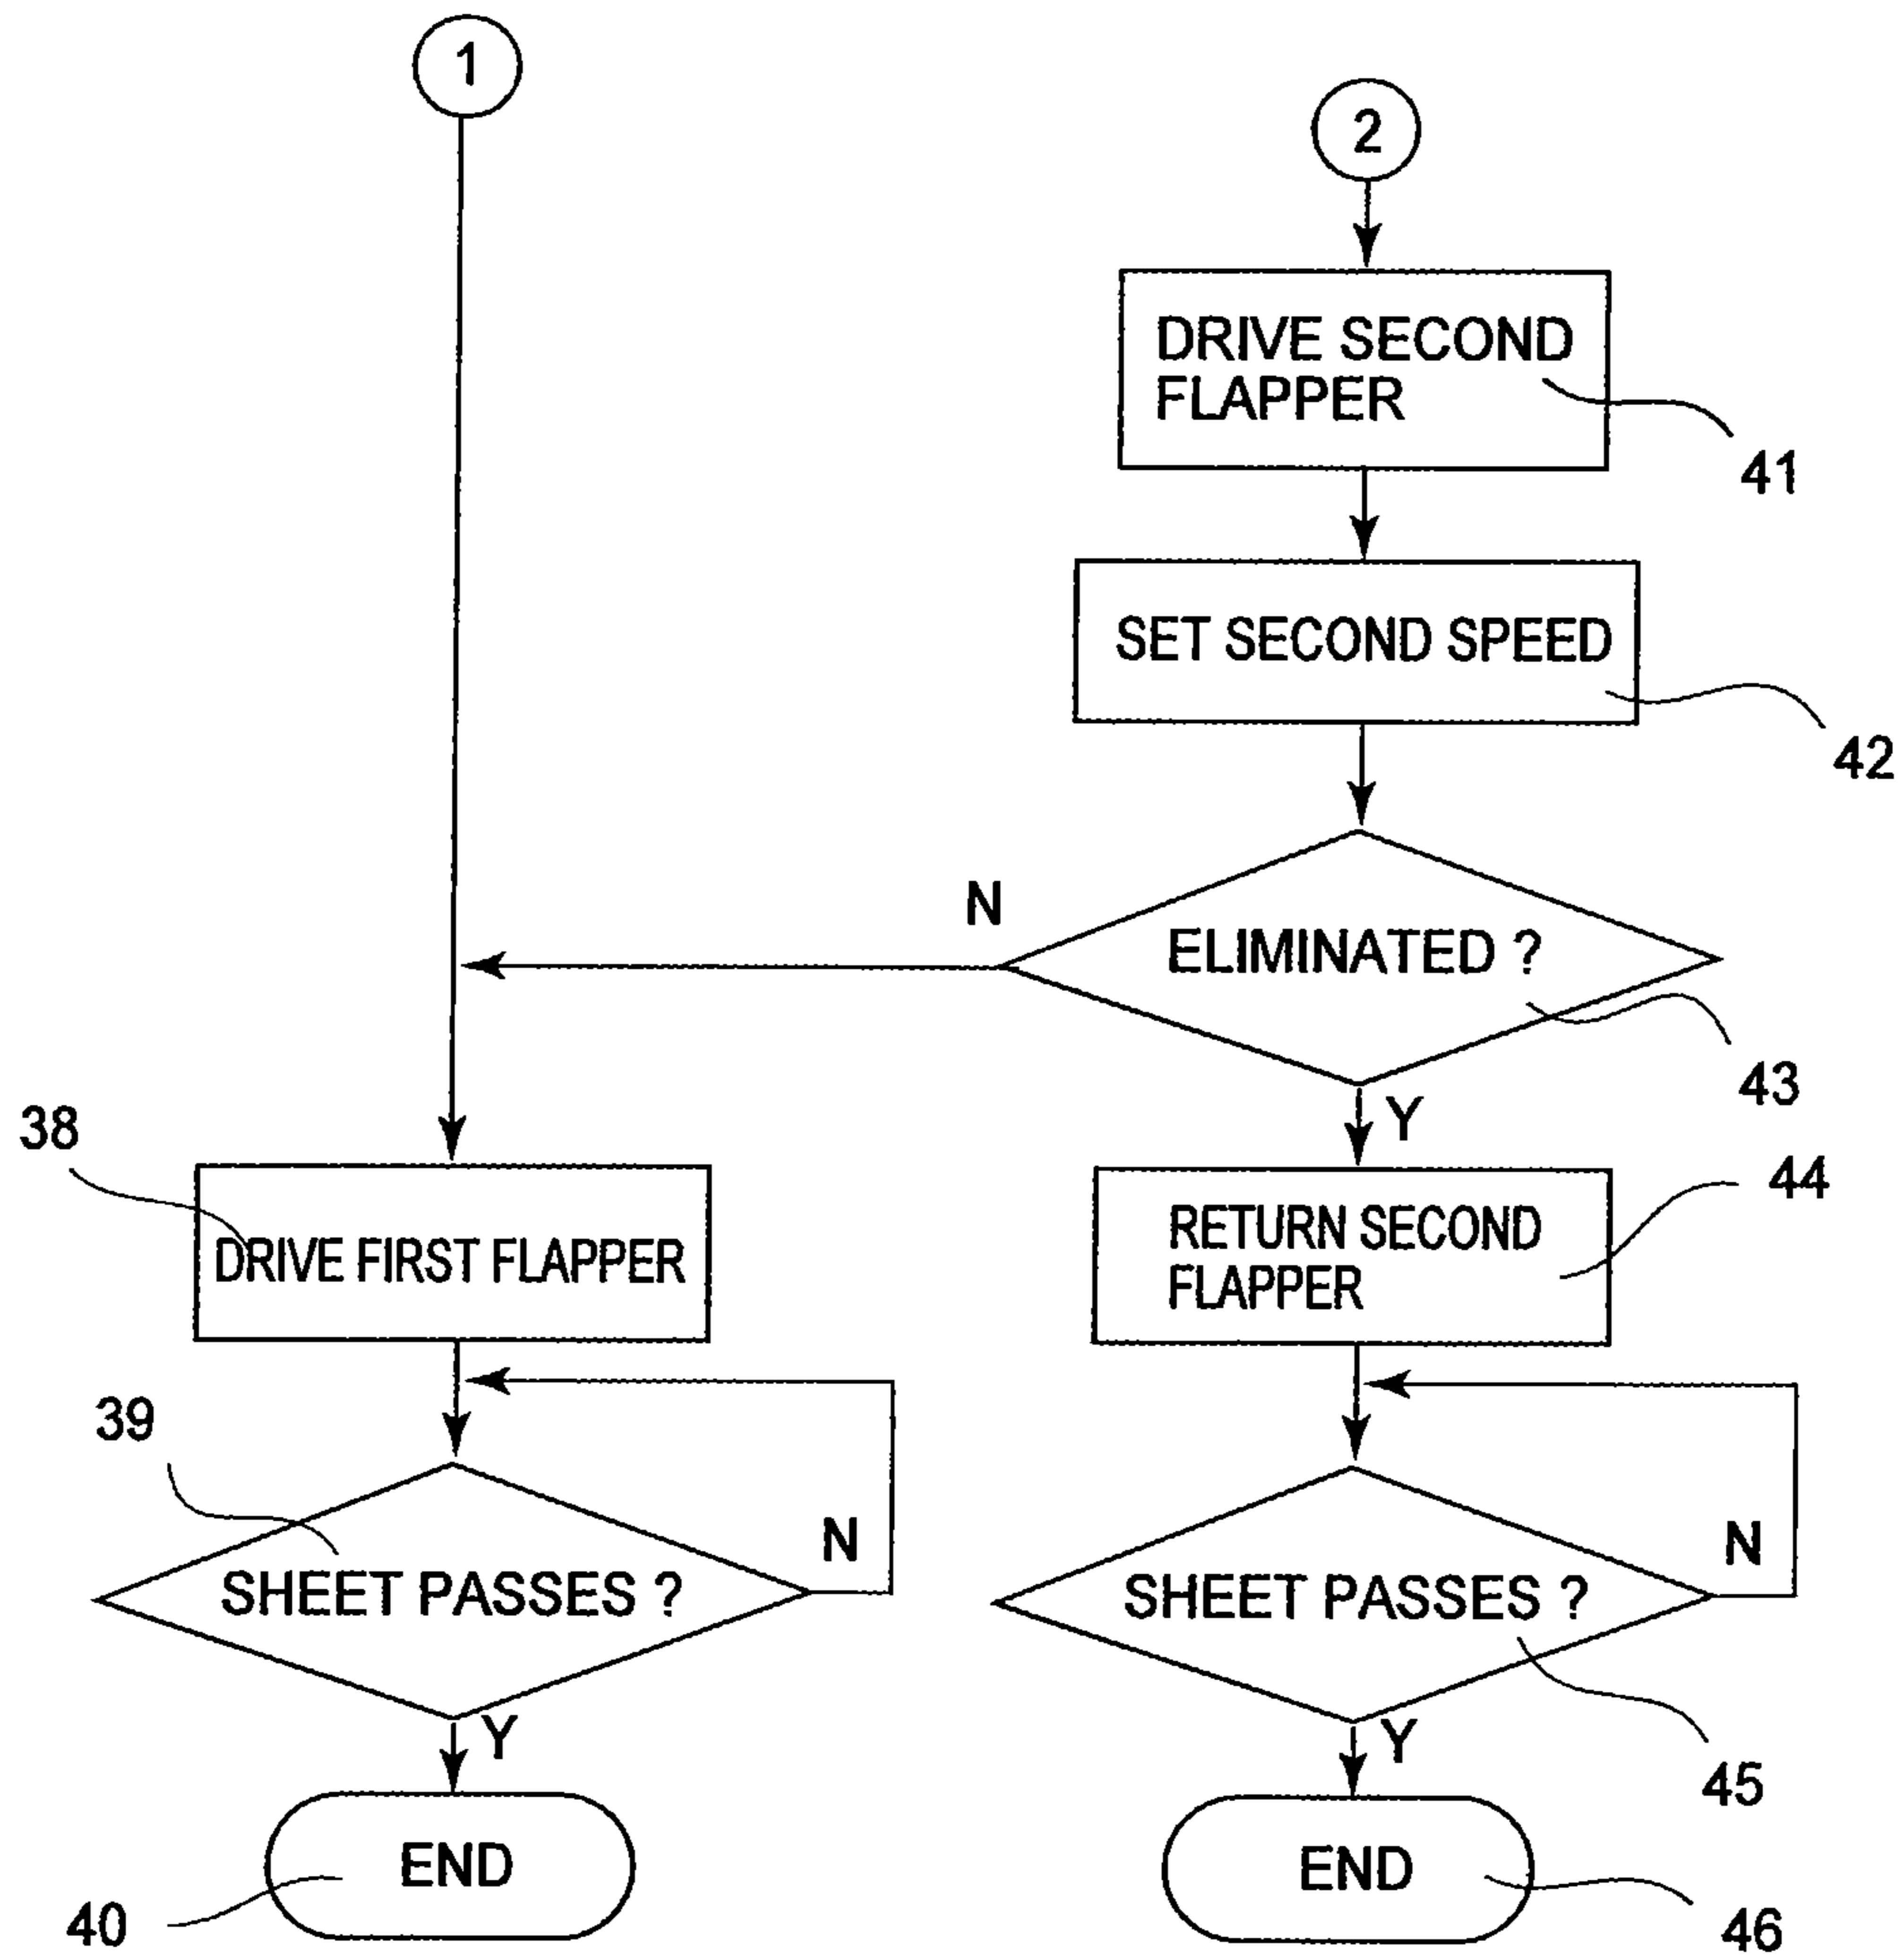 1
2
DRIVE SECOND
FLAPPER
41
SET SECOND SPEED
42
N
ELIMINATED ?
43
Y
38
DRIVE FIRST FLAPPER
44
RETURN SECOND
FLAPPER
39
N
SHEET PASSES ?
N
SHEET PASSES ?
Y
Y
45
END
40
END
46